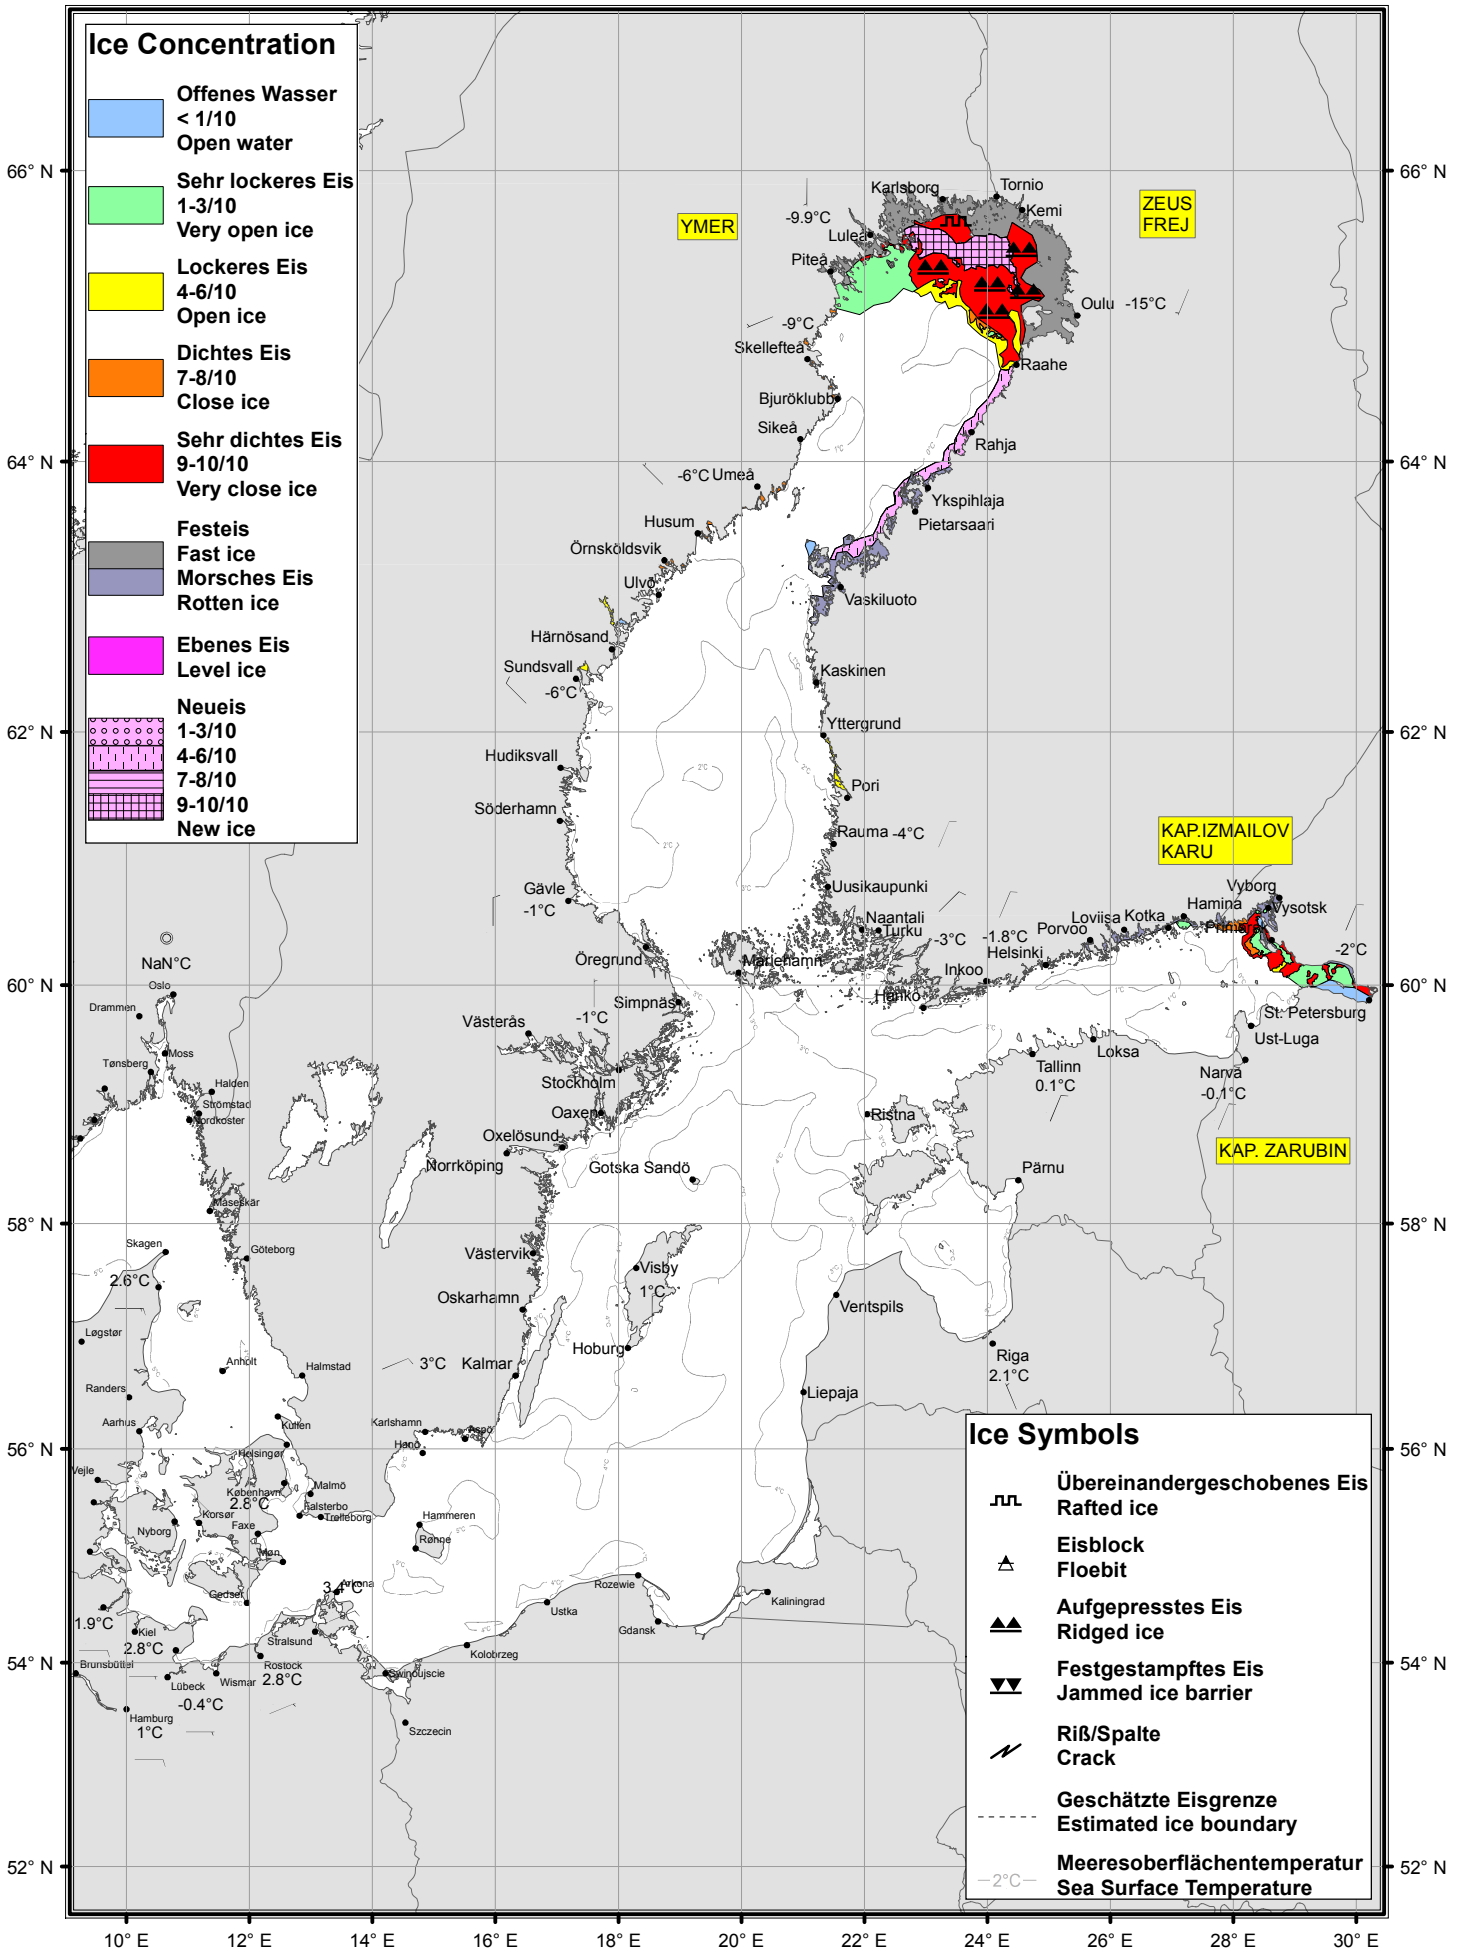 Ice Concentration
Offenes Wasser
< 1/10
Open water
Sehr lockeres Eis
1-3/10
Very open ice
Lockeres Eis
4-6/10
Open ice
Dichtes Eis
7-8/10
Close ice
Sehr dichtes Eis
9-10/10
Very close ice
Festeis
Fast ice
Morsches Eis
Rotten ice
Ebenes Eis
Level ice
Neueis
1-3/10
4-6/10
7-8/10
9-10/10
New ice
66° N
66° N
64° N
64° N
62° N
62° N
60° N
60° N
58° N
58° N
56° N
56° N
54° N
54° N
52° N
52° N
YMER
ZEUS
FREJ
KAP.IZMAILOV
KARU
KAP. ZARUBIN
Karlsborg
Tornio
Kemi
-9.9°C
Luleå
Piteå
Oulu -15°C
-9°C
Skellefteå
Raahe
Bjuröklubb
Sikeå
Rahja
-6°C Umeå
Ykspihlaja
Pietarsaari
Husum
Örnsköldsvik
Ulvö
Vaskiluoto
Härnösand
Sundsvall
-6°C
Kaskinen
Yttergrund
Hudiksvall
Pori
Söderhamn
Rauma -4°C
Gävle
-1°C
Uusikaupunki
Vyborg
Hamina
Vysotsk
Naantali
Turku
Loviisa Kotka
Porvoo
-3°C
-1.8°C
Helsinki
-2°C
Öregrund
Mariehamn
Inkoo
Hanko
NaN°C
Oslo
Drammen
Simpnäs
-1°C
Västerås
St. Petersburg
Ust-Luga
Moss
Tønsberg
Stockholm
Tallinn
0.1°C
Loksa
Narva
-0.1°C
Halden
Strömstad
Nordkoster
Oaxen
Ristna
Oxelösund
Norrköping
Gotska Sandö
Pärnu
Måseskär
Skagen
Göteborg
Västervik
Visby
1°C
2.6°C
Oskarhamn
Ventspils
Løgstør
Anholt
Halmstad
3°C
Kalmar
Hoburg
Riga
2.1°C
Randers
Aarhus
Kullen
Karlshamn
Aspö
Hanö
Liepaja
Helsingør
Vejle
København
2.8°C
Malmö
Falsterbo
Trelleborg
Korsør
Nyborg
Faxe
Møn
Hammeren
Rønne
Gedser
3.4°C
Arkona
Rozewie
Kaliningrad
Ustka
Gdansk
1.9°C
Kiel
2.8°C
Stralsund
Kolobrzeg
Brunsbüttel
Rostock
2.8°C
Swinoujscie
Lübeck
Wismar
-0.4°C
Hamburg
1°C
Szczecin
Ice Symbols
Übereinandergeschobenes Eis
Rafted ice
Eisblock
Floebit
Aufgepresstes Eis
Ridged ice
Festgestampftes Eis
Jammed ice barrier
Riß/Spalte
Crack
Geschätzte Eisgrenze
Estimated ice boundary
2°C
Meeresoberflächentemperatur
Sea Surface Temperature
10° E
12° E
14° E
16° E
18° E
20° E
22° E
24° E
26° E
28° E
30° E